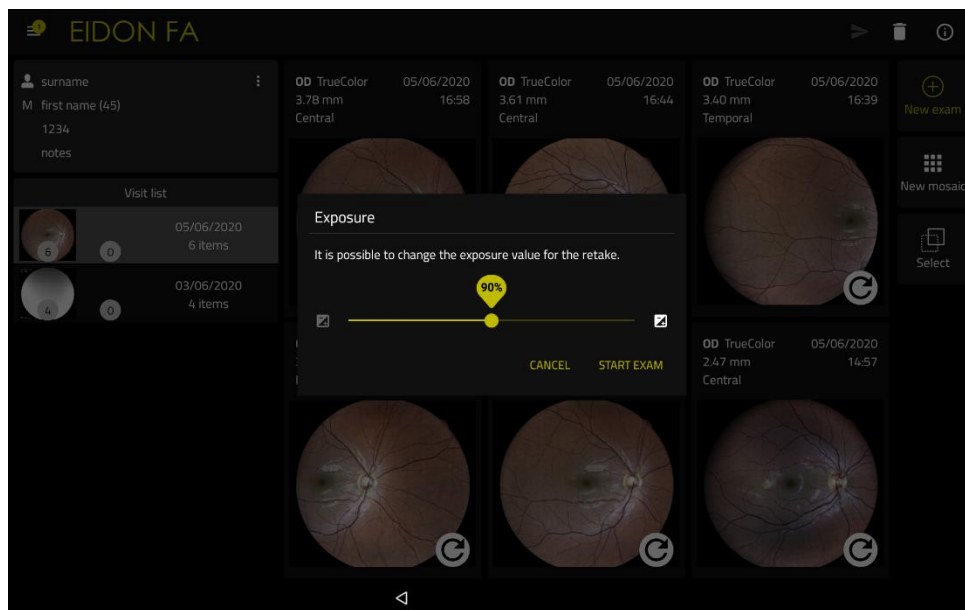 1
EIDON FA
surname
M first name (45)
1234
notes
Visit list
05/06/2020
6 items
6
0
03/06/2020
4 items
4
0
OD TrueColor 05/06/2020
3.78 mm 16:58
Central
OD TrueColor 05/06/2020
3.61 mm 16:44
Central
OD TrueColor 05/06/2020
3.40 mm 16:39
Temporal
New exam
New mosaic
Select
Exposure
It is possible to change the exposure value for the retake.
90%
CANCEL START EXAM
OD TrueColor 05/06/2020
2.47 mm 14:57
Central